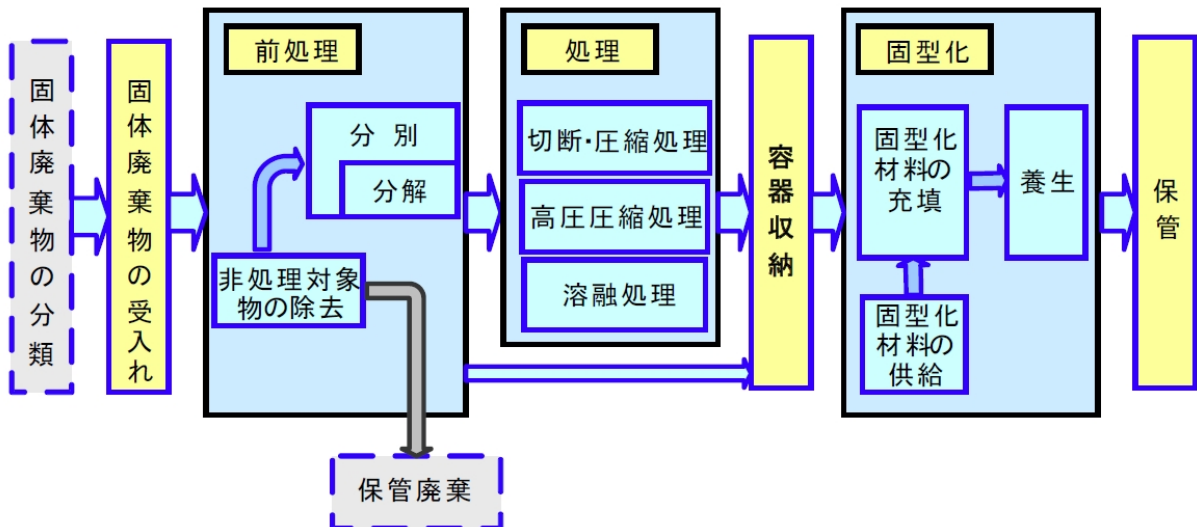 固体廃棄物の分類
固体廃棄物の受入れ
前処理
分別
分解
非処理対象
物の除去
保管廃棄
処理
切断・圧縮処理
高圧圧縮処理
溶融処理
容器収納
固型化
固型化
材料の
充填
養生
固型化
材料の
供給
保管